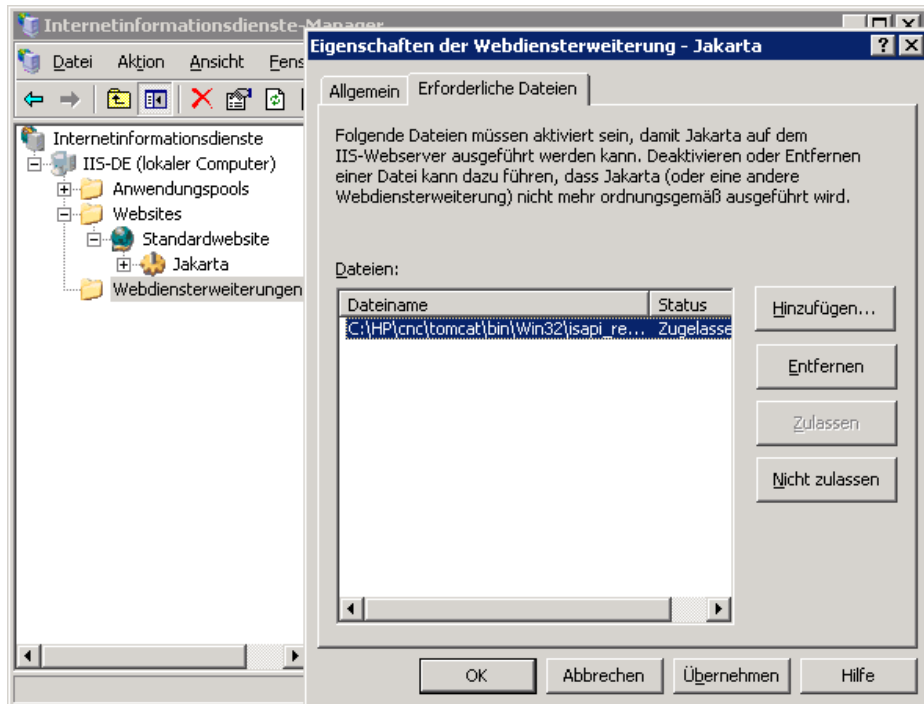 Internetinformationsdienste-Manager
Datei Aktion Ansicht Fens
Internetinformationsdienste
IIS-DE (lokaler Computer)
Anwendungspools
Websites
Standardwebsite
Jakarta
Webdiensterweiterungen
Eigenschaften der Webdiensterweiterung - Jakarta
Allgemein Erforderliche Dateien
Folgende Dateien müssen aktiviert sein, damit Jakarta auf dem
IIS-Webserver ausgeführt werden kann. Deaktivieren oder Entfernen
einer Datei kann dazu führen, dass Jakarta (oder eine andere
Webdiensterweiterung) nicht mehr ordnungsgemäß ausgeführt wird.
Dateien:
Dateiname Status
C:\HP\cnc\tomcat\bin\Win32\isapi_re... Zugelasse
Hinzufügen...
Entfernen
Zulassen
Nicht zulassen
OK Abbrechen Übernehmen Hilfe